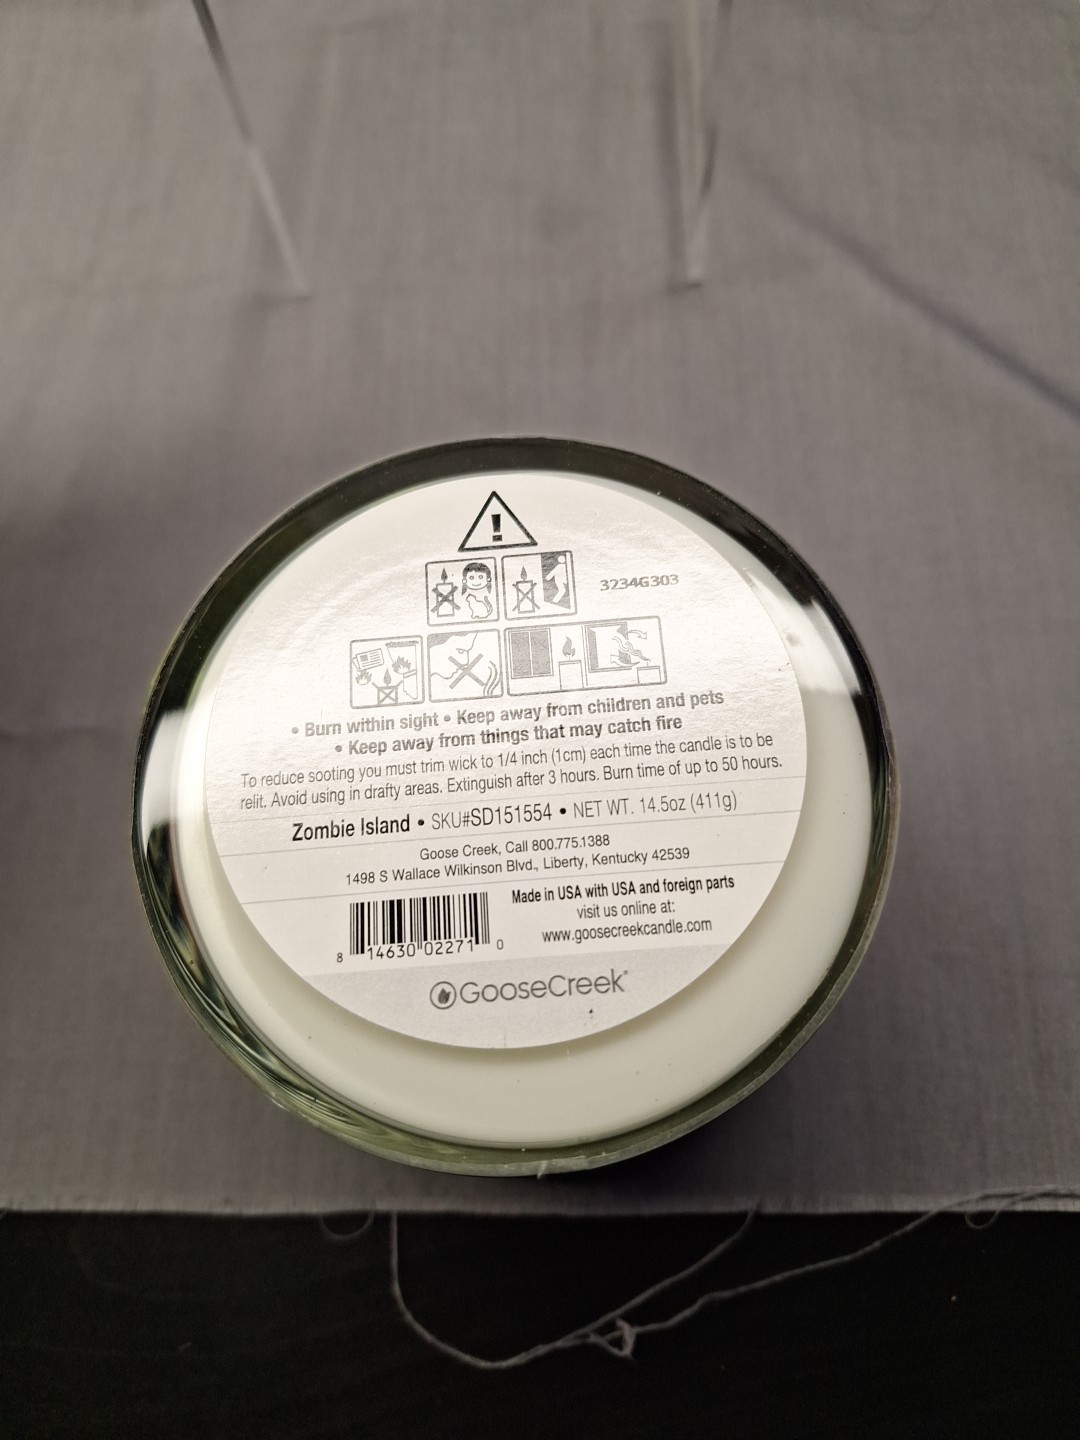 !
3234G303
• Burn within sight • Keep away from children and pets
• Keep away from things that may catch fire
To reduce sooting you must trim wick to 1/4 inch (1cm) each time the candle is to be
relit. Avoid using in drafty areas. Extinguish after 3 hours. Burn time of up to 50 hours.
Zombie Island • SKU#SD151554 • NET WT. 14.5oz (411g)
Goose Creek, Call 800.775.1388
1498 S Wallace Wilkinson Blvd., Liberty, Kentucky 42539
Made in USA with USA and foreign parts
visit us online at:
www.goosecreekcandle.com
8 14630 02271 0
GooseCreek